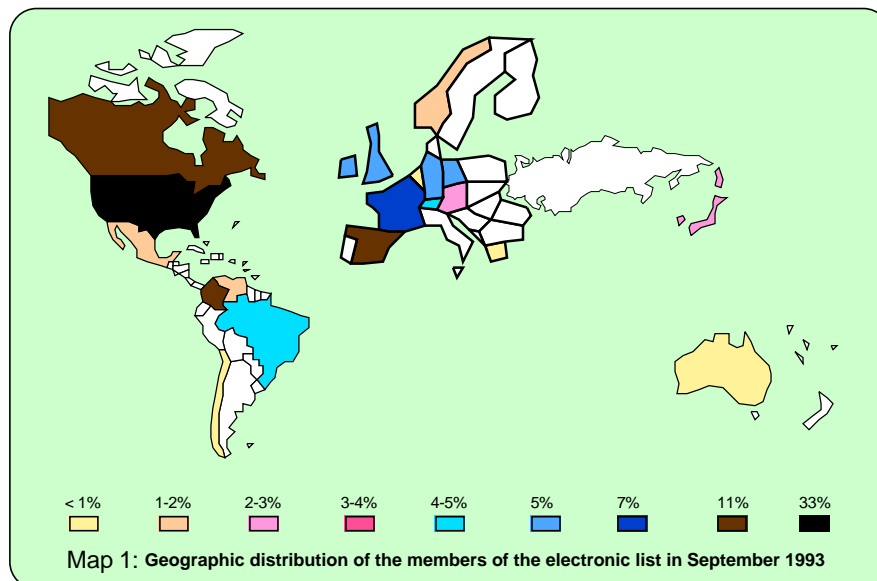 < 1% 1-2% 2-3% 3-4% 4-5% 5% 7% 11% 33%
Map 1: Geographic distribution of the members of the electronic list in September 1993